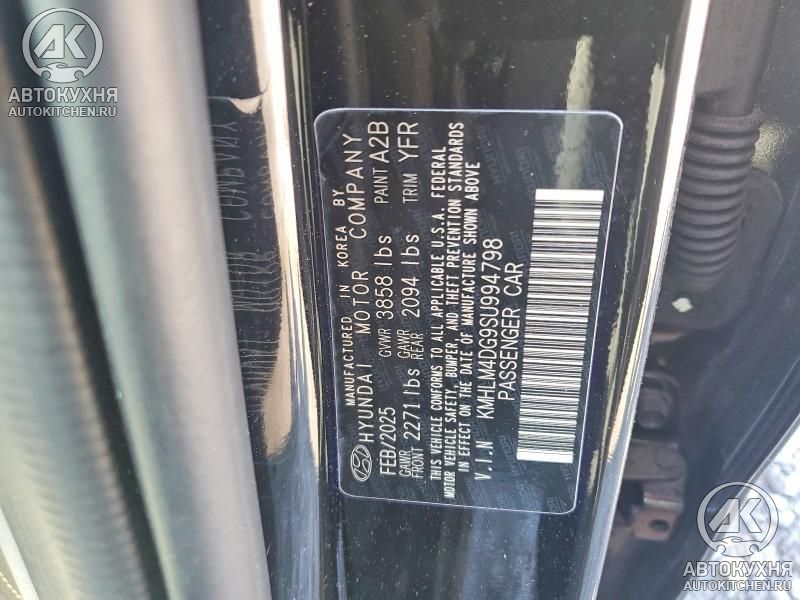 АВТОКУХНЯ
AUTOKITCHEN.RU
MANUFACTURED IN KOREA BY
HYUNDAI MOTOR COMPANY
FEB/2025 GVWR 3858 lbs PAINT A2B
GAWR FRONT 2271 lbs GAWR REAR 2094 lbs TRIM YFR
THIS VEHICLE CONFORMS TO ALL APPLICABLE U.S.A. FEDERAL
MOTOR VEHICLE SAFETY, BUMPER, AND THEFT PREVENTION STANDARDS
IN EFFECT ON THE DATE OF MANUFACTURE SHOWN ABOVE
V.I.N KMHLM4DG9SU994798
PASSENGER CAR
АВТОКУХНЯ
AUTOKITCHEN.RU